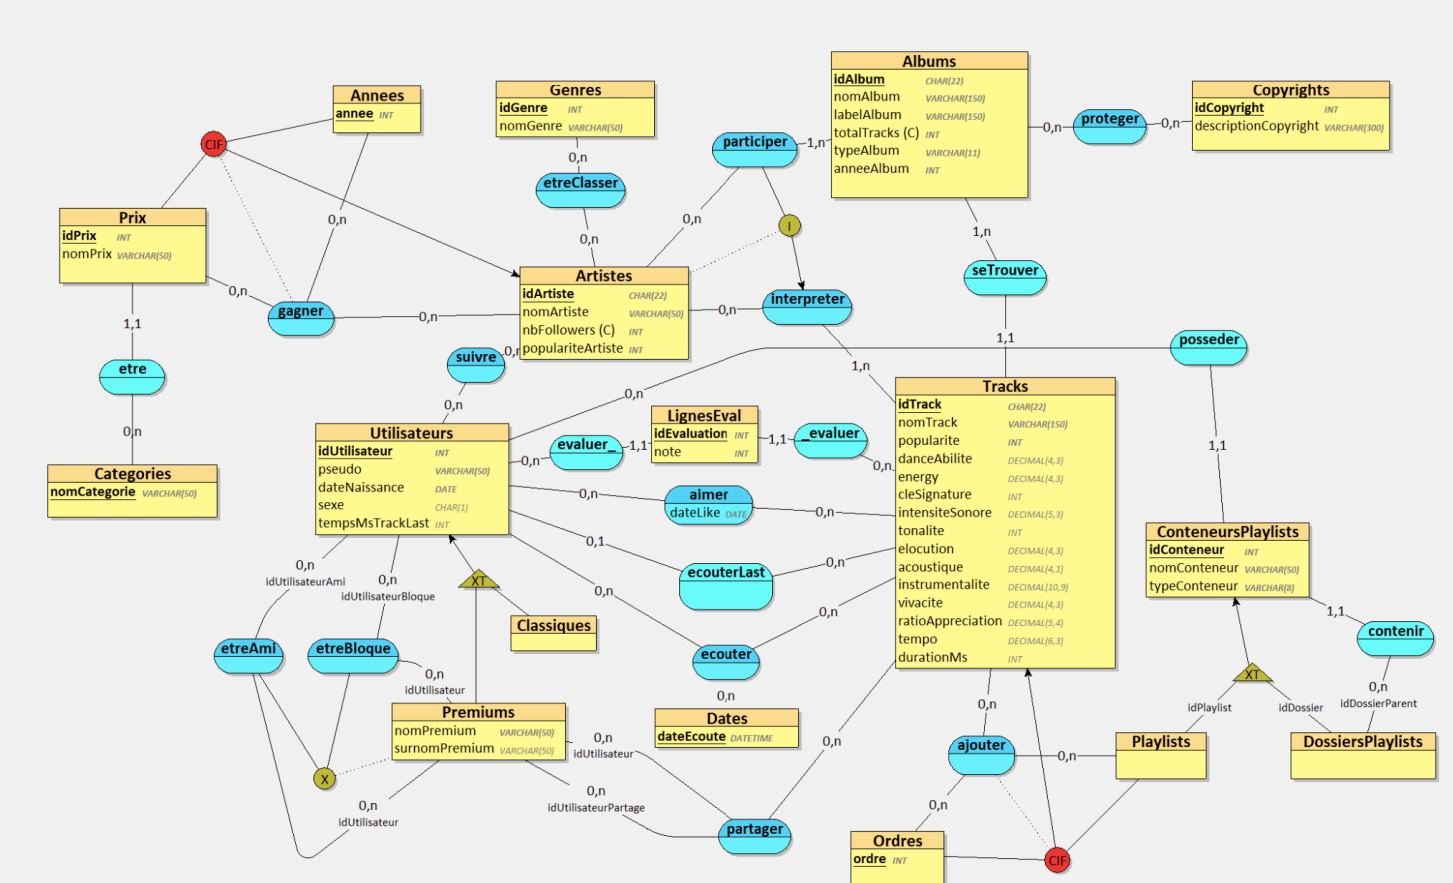 Albums
idAlbum CHAR(22)
nomAlbum VARCHAR(150)
labelAlbum VARCHAR(150)
totalTracks (C) INT
typeAlbum VARCHAR(11)
anneeAlbum INT
Annees
annee INT
Genres
idGenre INT
nomGenre VARCHAR(50)
Copyrights
idCopyright INT
descriptionCopyright VARCHAR(300)
proteger
0,n
0,n
CIF
participer
1,n
0,n
etreClasser
0,n
0,n
0,n
I
1,n
Prix
idPrix INT
nomPrix VARCHAR(50)
0,n
gagner
0,n
Artistes
idArtiste CHAR(22)
nomArtiste VARCHAR(50)
nbFollowers (C) INT
populariteArtiste INT
0,n
interpreter
1,n
seTrouver
1,1
posseder
1,1
etre
0,n
suivre
0,n
0,n
0,n
Categories
nomCategorie VARCHAR(50)
Tracks
idTrack CHAR(22)
nomTrack VARCHAR(150)
popularite INT
danceAbilite DECIMAL(4,3)
energy DECIMAL(4,3)
cleSignature INT
intensiteSonore DECIMAL(5,3)
tonalite INT
elocution DECIMAL(4,3)
acoustique DECIMAL(4,1)
instrumentalite DECIMAL(10,9)
vivacite DECIMAL(4,3)
ratioAppreciation DECIMAL(5,4)
tempo DECIMAL(6,3)
durationMs INT
Utilisateurs
idUtilisateur INT
pseudo VARCHAR(50)
dateNaissance DATE
sexe CHAR(1)
tempsMsTrackLast INT
0,n
evaluer_
1,1
LignesEval
idEvaluation INT
note INT
1,1
_evaluer
0,n
1,1
0,n
aimer
dateLike DATE
0,n
0,1
ecouterLast
0,n
ConteneursPlaylists
idConteneur INT
nomConteneur VARCHAR(50)
typeConteneur VARCHAR(8)
0,n
idUtilisateurAmi
0,n
idUtilisateurBloque
XT
0,n
0,n
1,1
Classiques
etreAmi
etreBloque
ecouter
contenir
0,n
idUtilisateur
0,n
XT
0,n
idDossierParent
idPlaylist
idDossier
Premiums
nomPremium VARCHAR(50)
surnomPremium VARCHAR(50)
Dates
dateEcoute DATETIME
0,n
idUtilisateur
0,n
0,n
ajouter
0,n
Playlists
DossiersPlaylists
X
0,n
idUtilisateur
0,n
idUtilisateurPartage
partager
0,n
Ordres
ordre INT
CIF